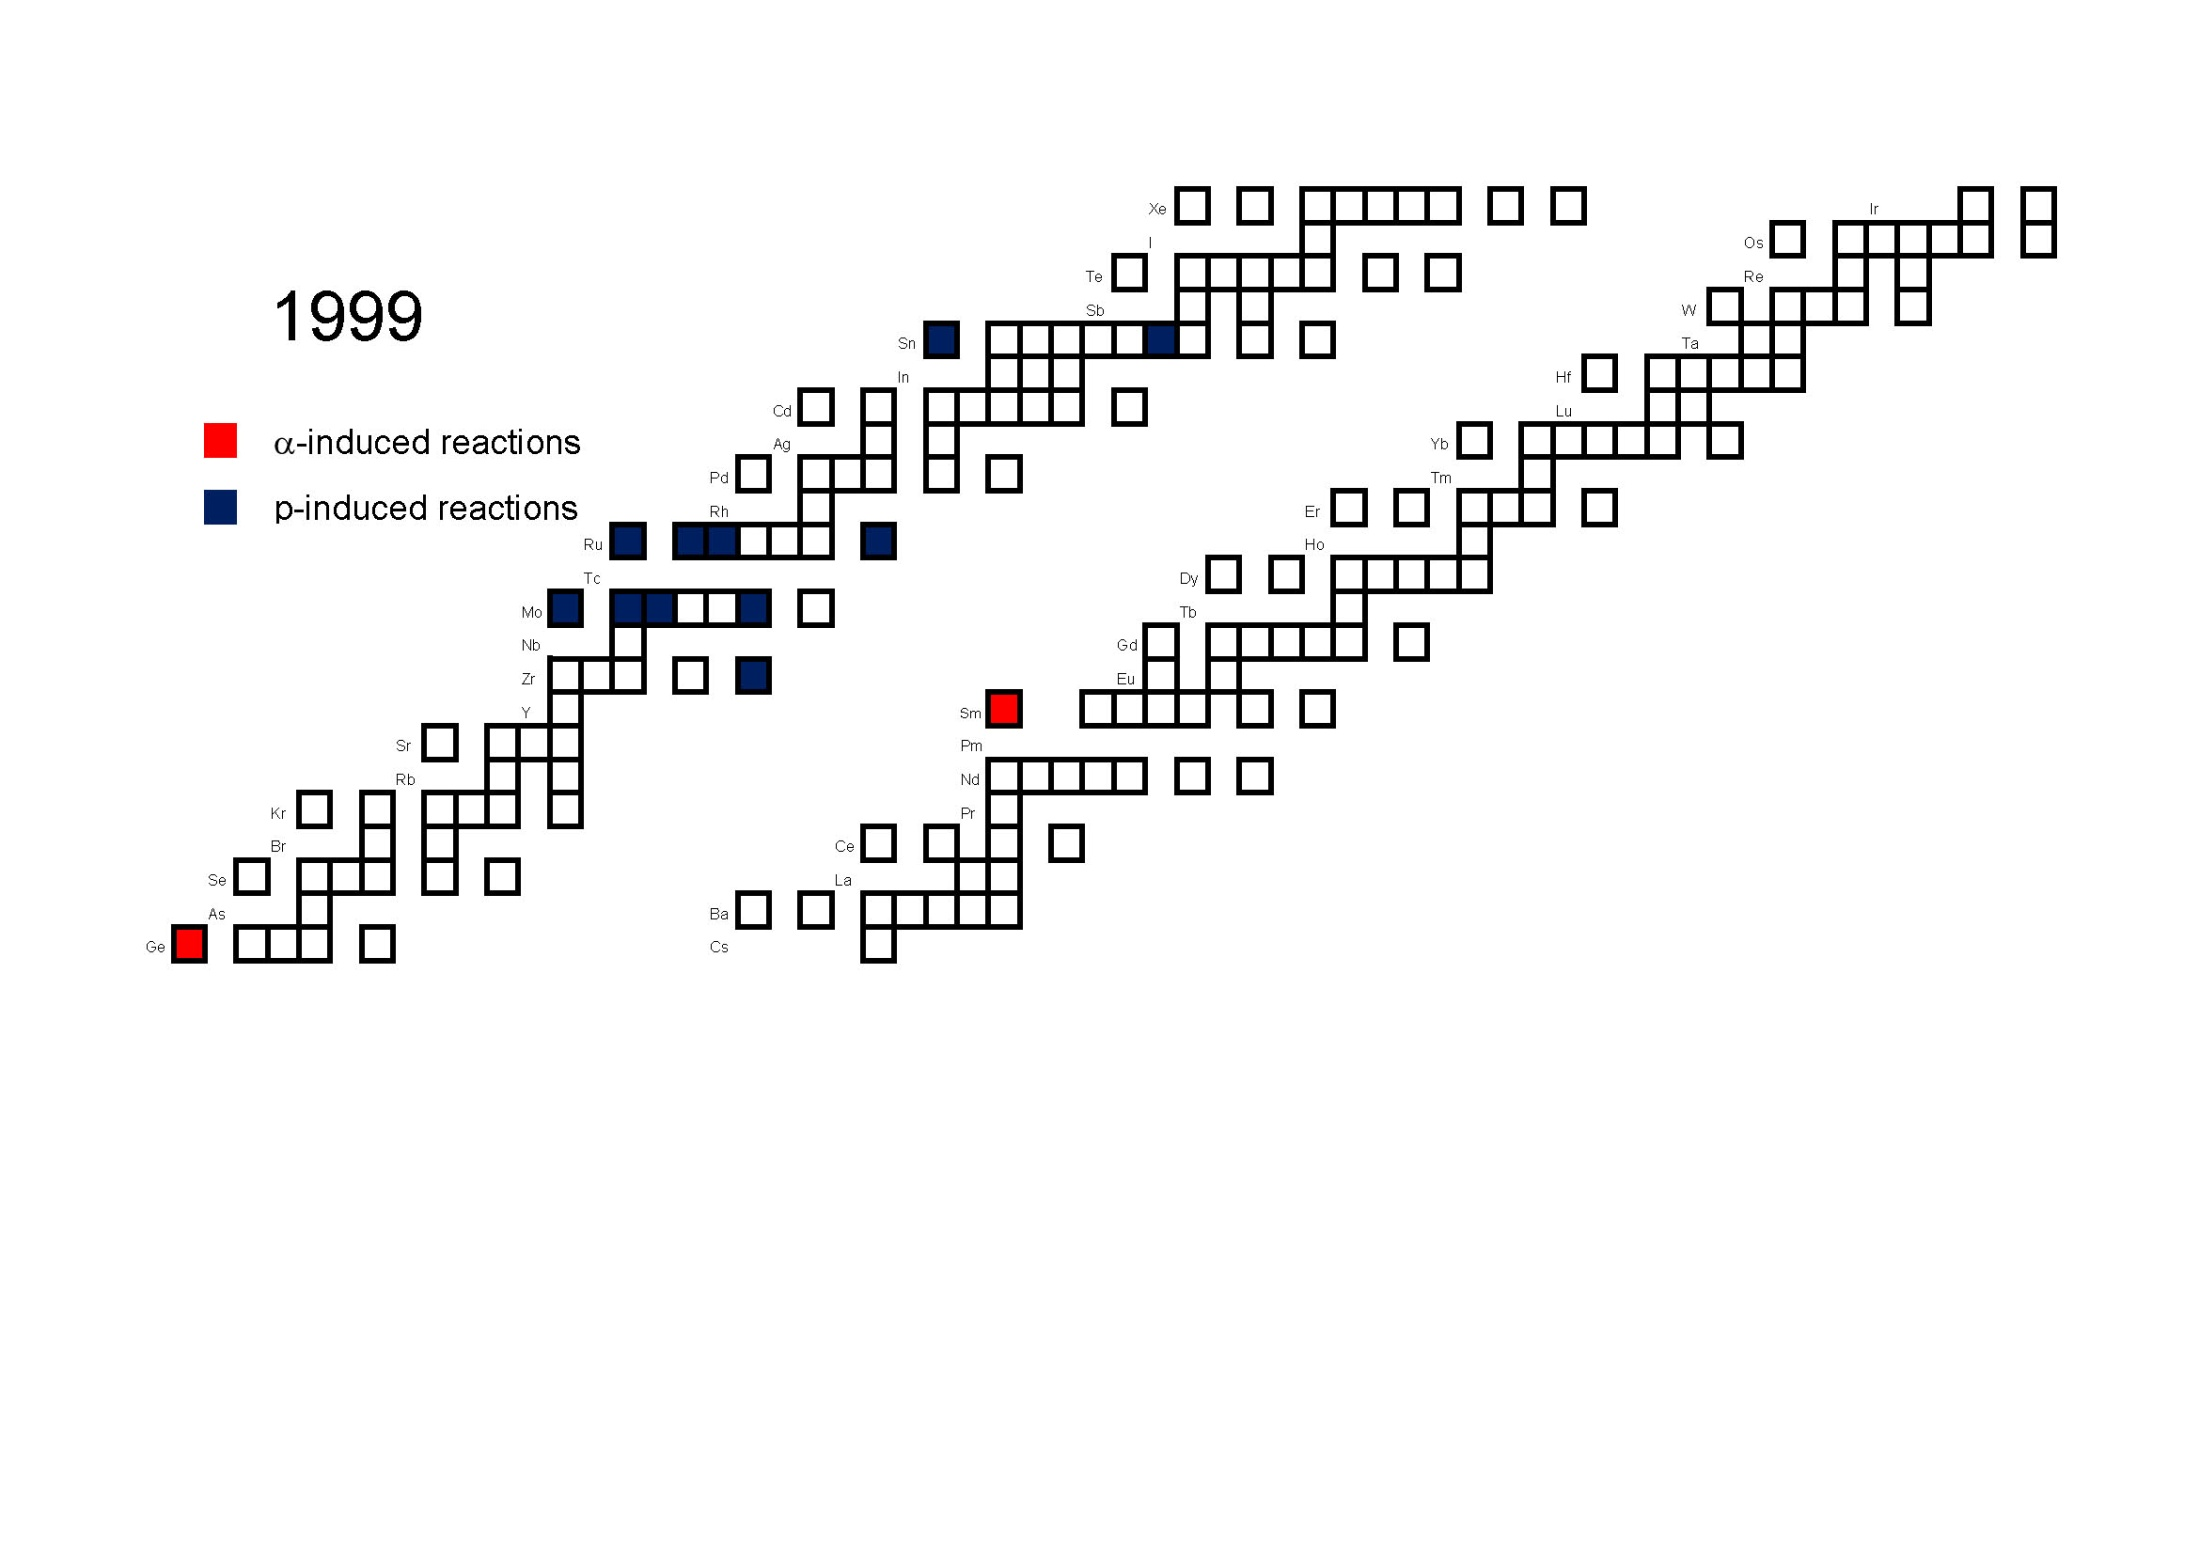 Xe
Ir
I
Os
Te
Re
1999
Sb
W
Sn
Ta
In
Hf
Cd
Lu
α-induced reactions
Ag
Yb
Pd
Tm
p-induced reactions
Rh
Er
Ru
Ho
Tc
Dy
Mo
Tb
Nb
Gd
Zr
Eu
Y
Sm
Sr
Pm
Rb
Nd
Kr
Pr
Br
Ce
Se
La
As
Ba
Ge
Cs